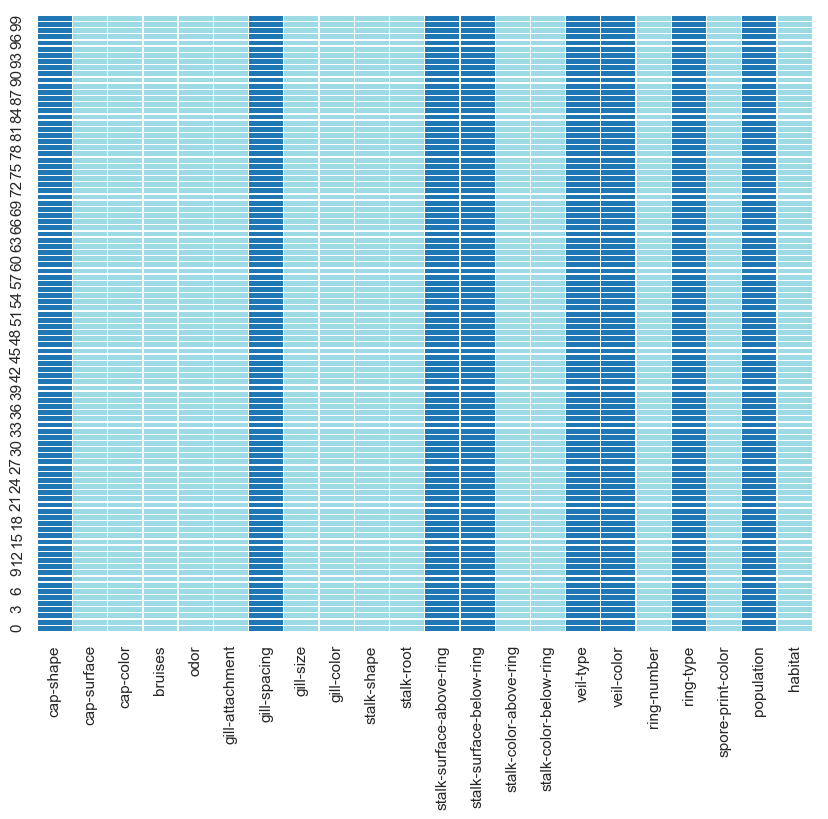 99
96
93
90
87
84
81
78
75
72
69
66
63
60
57
54
51
48
45
42
39
36
33
30
27
24
21
18
15
12
9
6
3
0
cap-shape
cap-surface
cap-color
bruises
odor
gill-attachment
gill-spacing
gill-size
gill-color
stalk-shape
stalk-root
stalk-surface-above-ring
stalk-surface-below-ring
stalk-color-above-ring
stalk-color-below-ring
veil-type
veil-color
ring-number
ring-type
spore-print-color
population
habitat